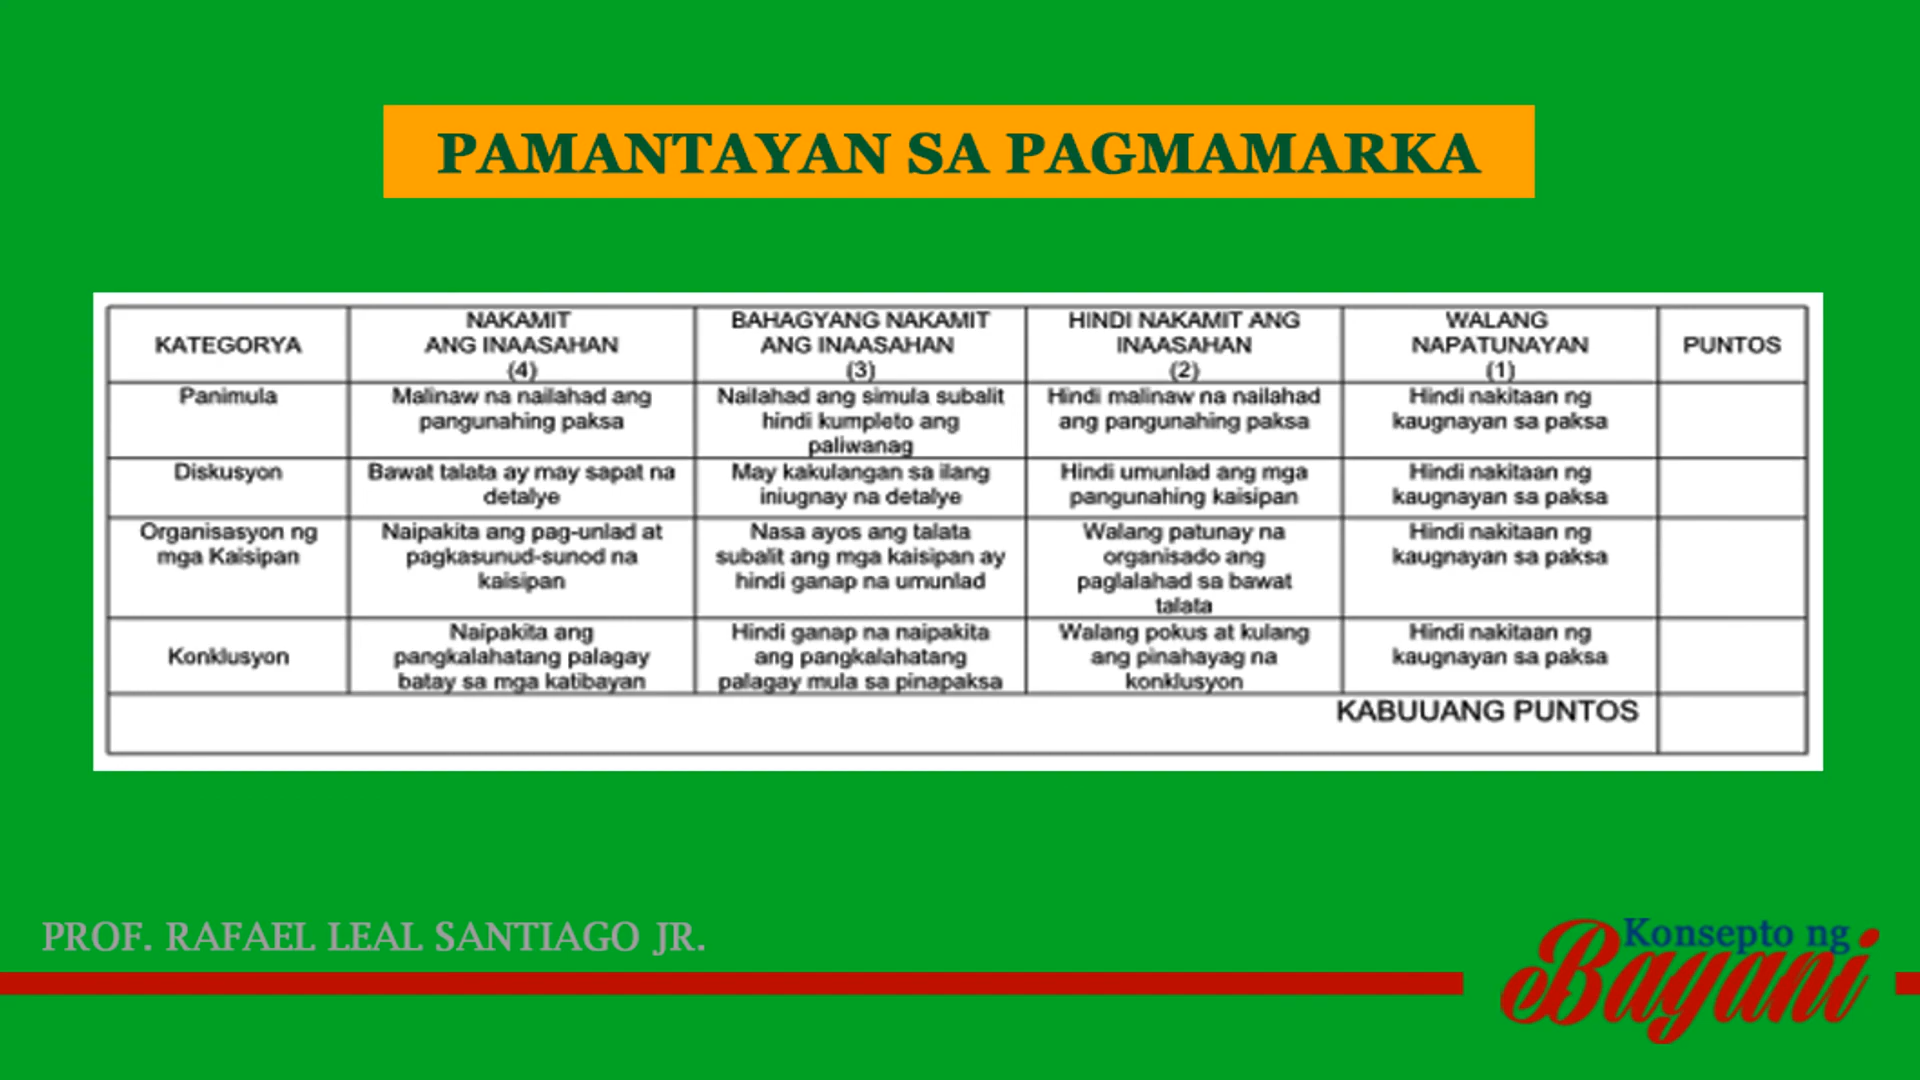 PAMANTAYAN SA PAGMAMARKA
KATEGORYA
NAKAMIT
ANG INAASAHAN
(4)
BAHAGYANG NAKAMIT
ANG INAASAHAN
(3)
HINDI NAKAMIT ANG
INAASAHAN
(2)
WALANG
NAPATUNAYAN
(1)
PUNTOS
Panimula
Malinaw na nailahad ang
pangunahing paksa
Nailahad ang simula subalit
hindi kumpleto ang
paliwanag
Hindi malinaw na nailahad
ang pangunahing paksa
Hindi nakitaan ng
kaugnayan sa paksa
Diskusyon
Bawat talata ay may sapat na
detalye
May kakulangan sa ilang
iniugnay na detalye
Hindi umunlad ang mga
pangunahing kaisipan
Hindi nakitaan ng
kaugnayan sa paksa
Organisasyon ng
mga Kaisipan
Naipakita ang pag-unlad at
pagkasunud-sunod na
kaisipan
Nasa ayos ang talata
subalit ang mga kaisipan ay
hindi ganap na umunlad
Walang patunay na
organisado ang
paglalahad sa bawat
talata
Hindi nakitaan ng
kaugnayan sa paksa
Konklusyon
Naipakita ang
pangkalahatang palagay
batay sa mga katibayan
Hindi ganap na naipakita
ang pangkalahatang
palagay mula sa pinapaksa
Walang pokus at kulang
ang pinahayag na
konklusyon
Hindi nakitaan ng
kaugnayan sa paksa
KABUUANG PUNTOS
PROF. RAFAEL LEAL SANTIAGO JR.
Konsepto ng
Bayani